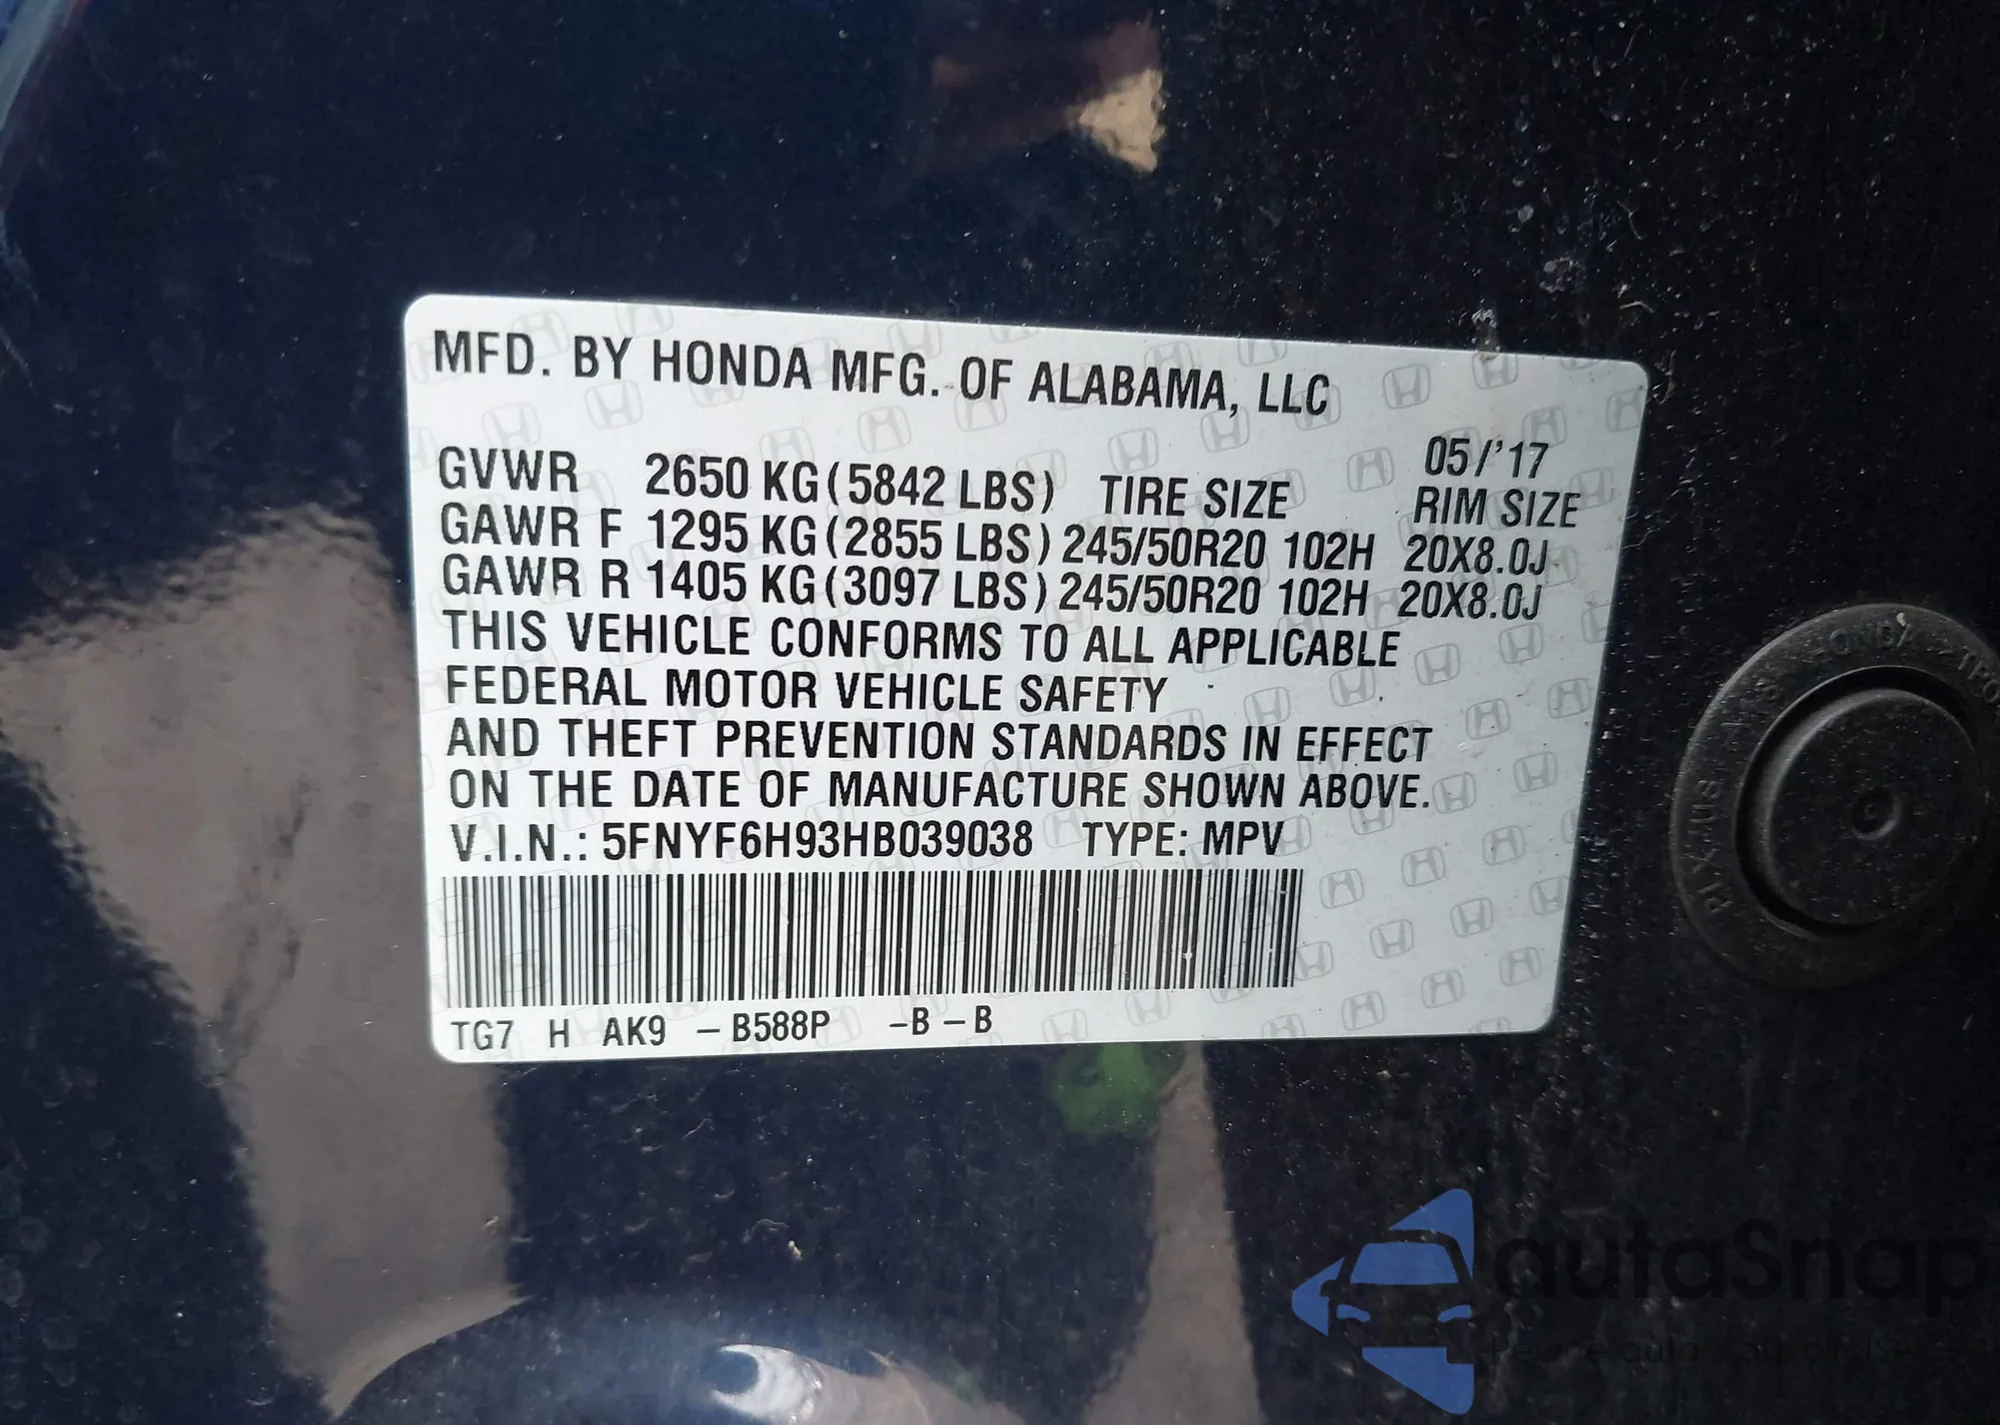 MFD. BY HONDA MFG. OF ALABAMA, LLC
05/'17
GVWR 2650 KG (5842 LBS) TIRE SIZE RIM SIZE
GAWR F 1295 KG (2855 LBS) 245/50R20 102H 20X8.0J
GAWR R 1405 KG (3097 LBS) 245/50R20 102H 20X8.0J
THIS VEHICLE CONFORMS TO ALL APPLICABLE
FEDERAL MOTOR VEHICLE SAFETY
AND THEFT PREVENTION STANDARDS IN EFFECT
ON THE DATE OF MANUFACTURE SHOWN ABOVE.
V.I.N.: 5FNYF6H93HB039038 TYPE: MPV
TG7 H AK9 – B588P –B – B
HONDA
autaSnap
auta